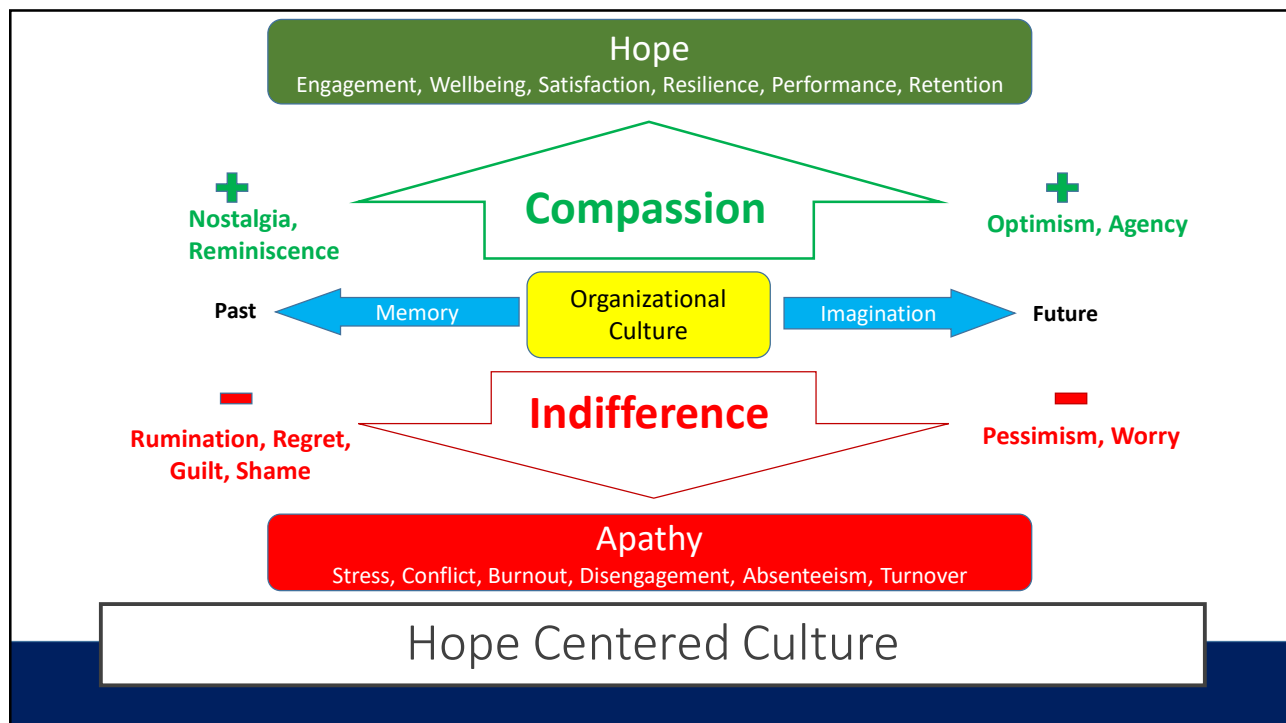 Hope
Engagement, Wellbeing, Satisfaction, Resilience, Performance, Retention
Compassion
Nostalgia,
Reminiscence
Optimism, Agency
Past
Memory
Organizational
Culture
Imagination
Future
Indifference
Rumination, Regret,
Guilt, Shame
Pessimism, Worry
Apathy
Stress, Conflict, Burnout, Disengagement, Absenteeism, Turnover
Hope Centered Culture